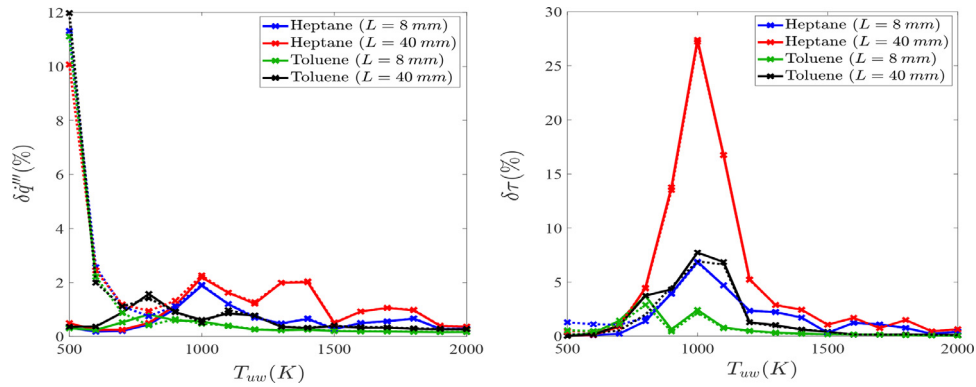 12
10
8
6
4
2
0
δq̇‴(%)
Heptane (L = 8 mm)
Heptane (L = 40 mm)
Toluene (L = 8 mm)
Toluene (L = 40 mm)
500 1000 1500 2000
T_uw(K)
30
25
20
15
10
5
0
δτ(%)
Heptane (L = 8 mm)
Heptane (L = 40 mm)
Toluene (L = 8 mm)
Toluene (L = 40 mm)
500 1000 1500 2000
T_uw(K)